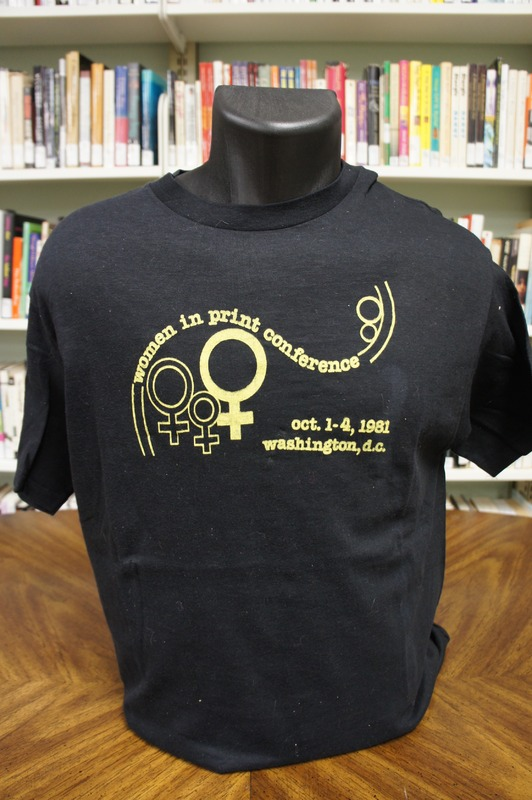 women in print conference
oct. 1-4, 1981
washington, d.c.